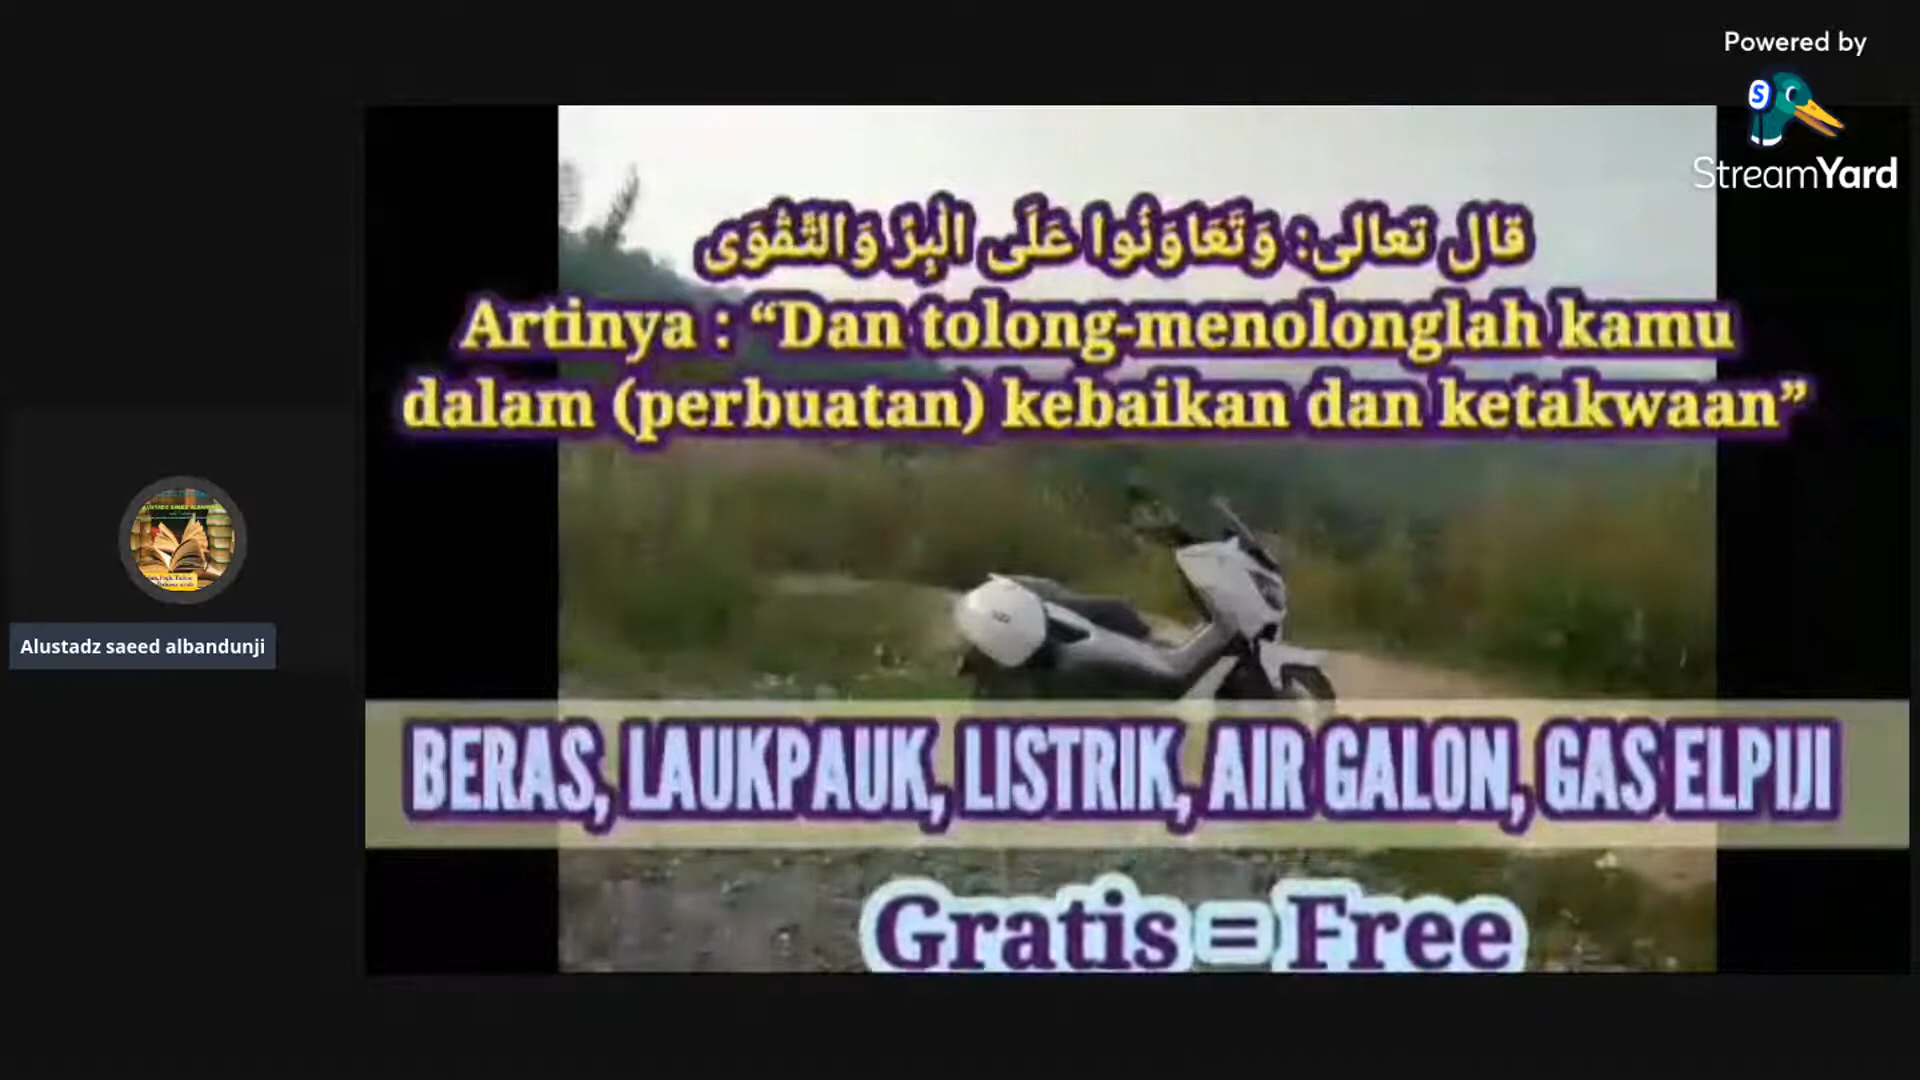 Powered by
StreamYard
قال تعالى: وَتَعَاوَنُوا عَلَى الْبِرِّ وَالتَّقْوَى
Artinya : “Dan tolong-menolonglah kamu
dalam (perbuatan) kebaikan dan ketakwaan”
Alustadz saeed albandunji
BERAS, LAUKPAUK, LISTRIK, AIR GALON, GAS ELPIJI
Gratis = Free